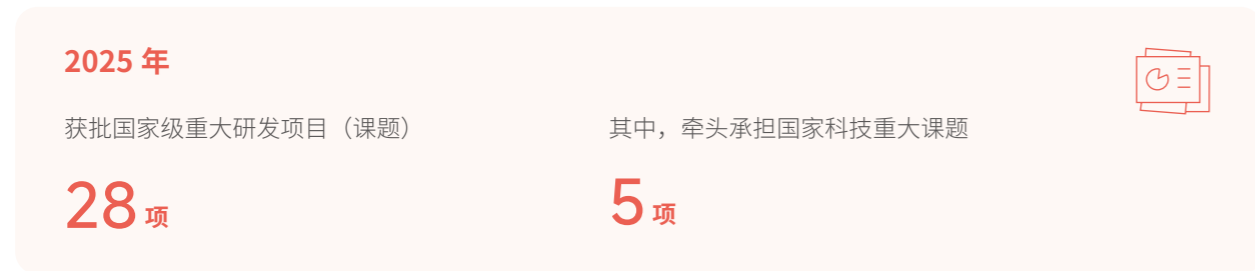 2025 年
获批国家级重大研发项目（课题）
28 项
其中，牵头承担国家科技重大课题
5 项